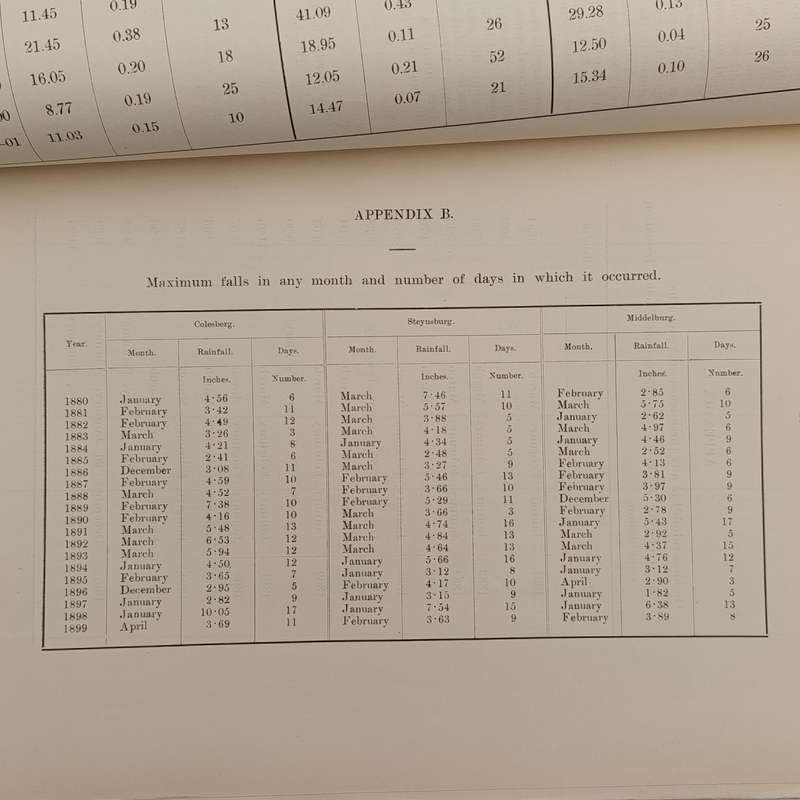 11.45 0.19 41.09 0.43 29.28 0.13
21.45 0.38 13 18.95 0.11 26 12.50 0.04 25
16.05 0.20 18 12.05 0.21 52 15.34 0.10 26
8.77 0.19 25 14.47 0.07 21
-01 11.03 0.15 10
APPENDIX B.
Maximum falls in any month and number of days in which it occurred.
Year. Colesberg. Steynsburg. Middelburg.
Month. Rainfall. Days. Month. Rainfall. Days. Month. Rainfall. Days.
Inches. Number. Inches. Number. Inches. Number.
1880 January 4·56 6 March 7·46 11 February 2·85 6
1881 February 3·42 11 March 5·57 10 March 5·75 10
1882 February 4·49 12 March 3·88 5 January 2·62 5
1883 March 3·26 3 March 4·18 5 March 4·97 6
1884 January 4·21 8 January 4·34 5 January 4·46 9
1885 February 2·41 6 March 2·48 5 March 2·52 6
1886 December 3·08 11 March 3·27 9 February 4·13 6
1887 February 4·59 10 February 5·46 13 February 3·81 9
1888 March 4·52 7 February 3·66 10 February 3·97 9
1889 February 7·38 10 February 5·29 11 December 5·30 6
1890 February 4·16 10 March 3·66 3 February 2·78 9
1891 March 5·48 13 March 4·74 16 January 5·43 17
1892 March 6·53 12 March 4·84 13 March 2·92 5
1893 March 5·94 12 March 4·64 13 March 4·37 15
1894 January 4·50 12 January 5·66 16 January 4·76 12
1895 February 3·65 7 January 3·12 8 January 3·12 7
1896 December 2·95 5 February 4·17 10 April 2·90 3
1897 January 2·82 9 January 3·15 9 January 1·82 5
1898 January 10·05 17 January 7·54 15 January 6·38 13
1899 April 3·69 11 February 3·63 9 February 3·89 8